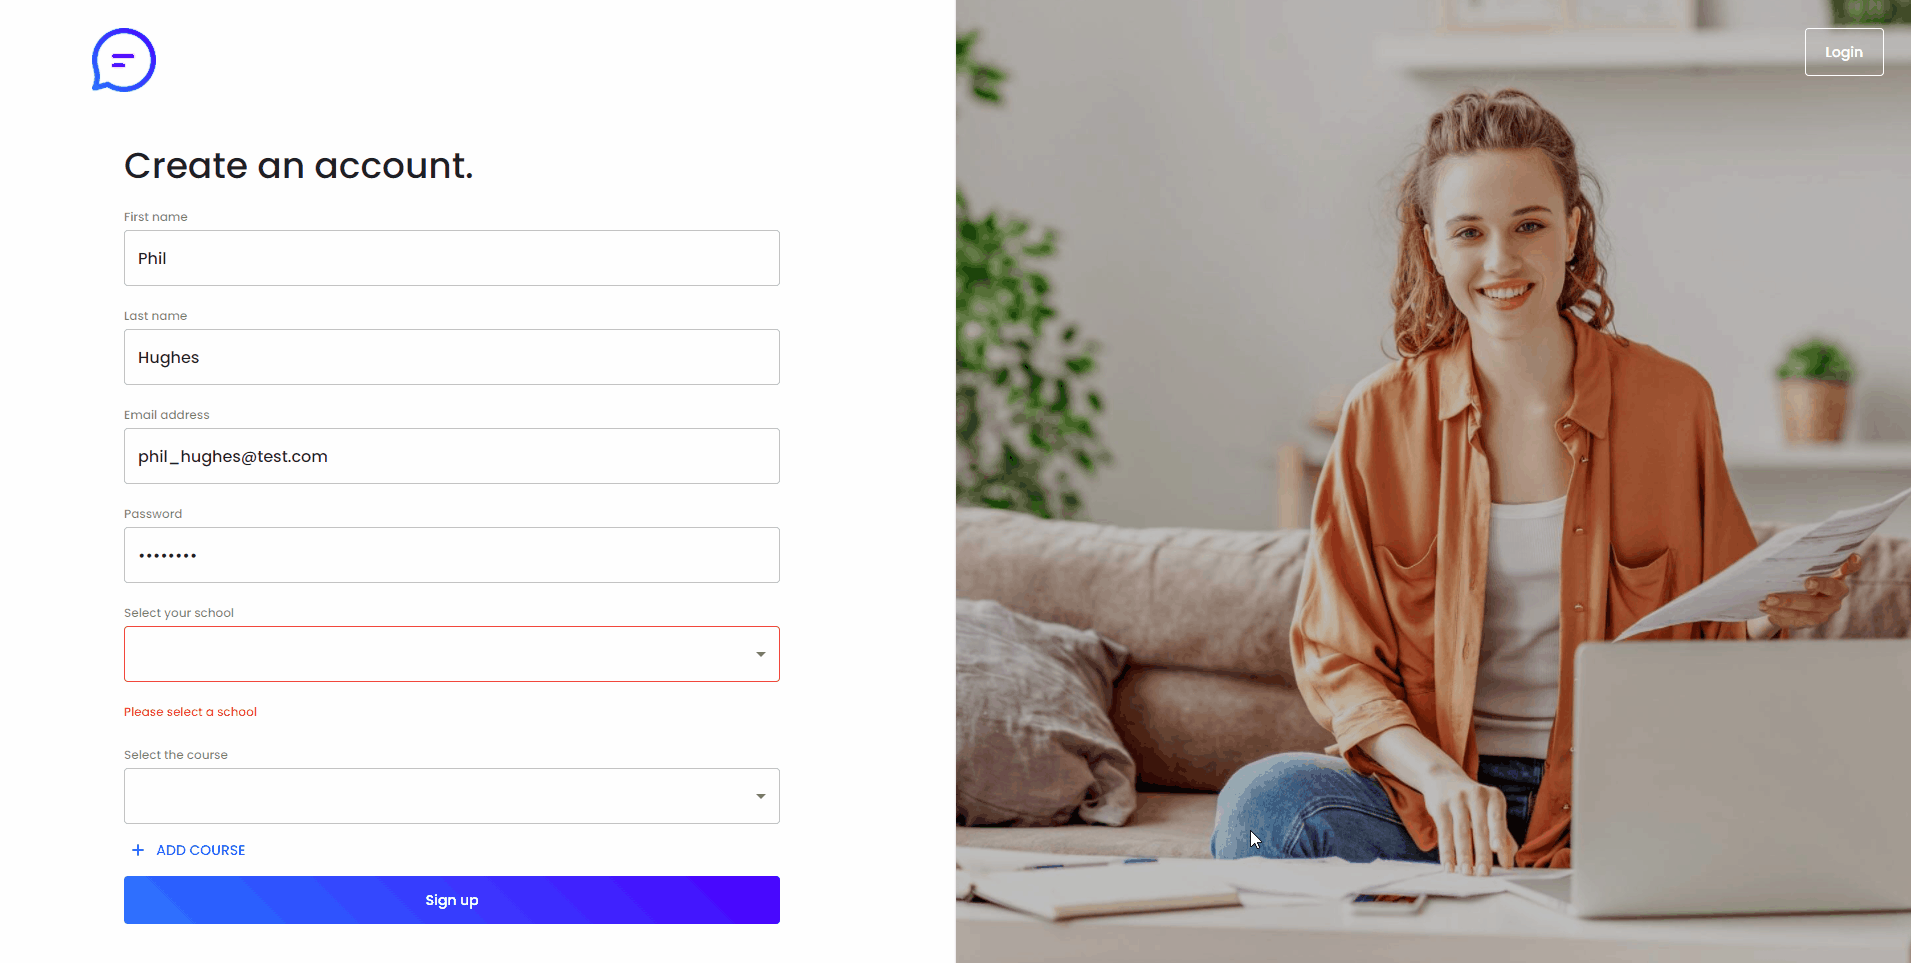 Login
Create an account.
First name
Phil
Last name
Hughes
Email address
phil_hughes@test.com
Password
••••••••
Select your school
Please select a school
Select the course
+ ADD COURSE
Sign up